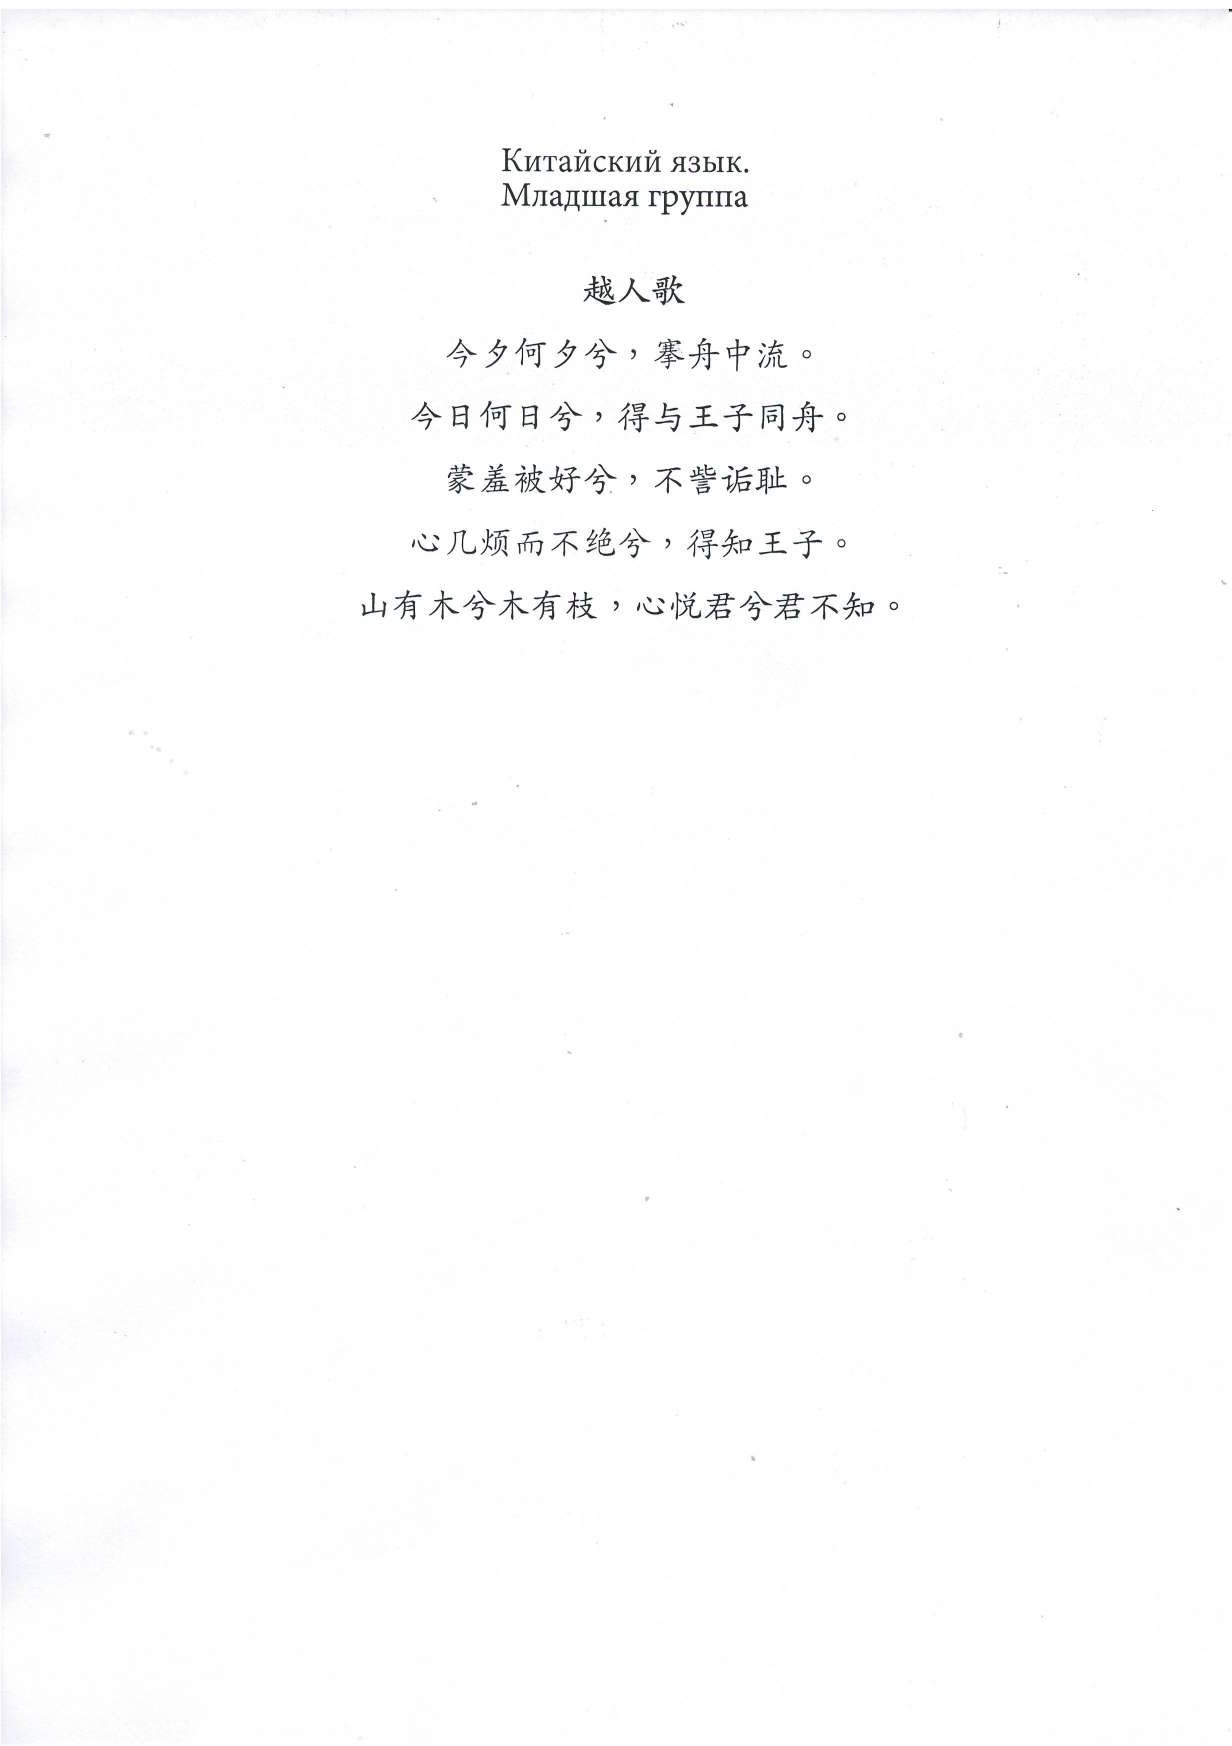 Китайский язык.
Младшая группа
越人歌
今夕何夕兮，搴舟中流。
今日何日兮，得与王子同舟。
蒙羞被好兮，不訾诟耻。
心几烦而不绝兮，得知王子。
山有木兮木有枝，心悦君兮君不知。